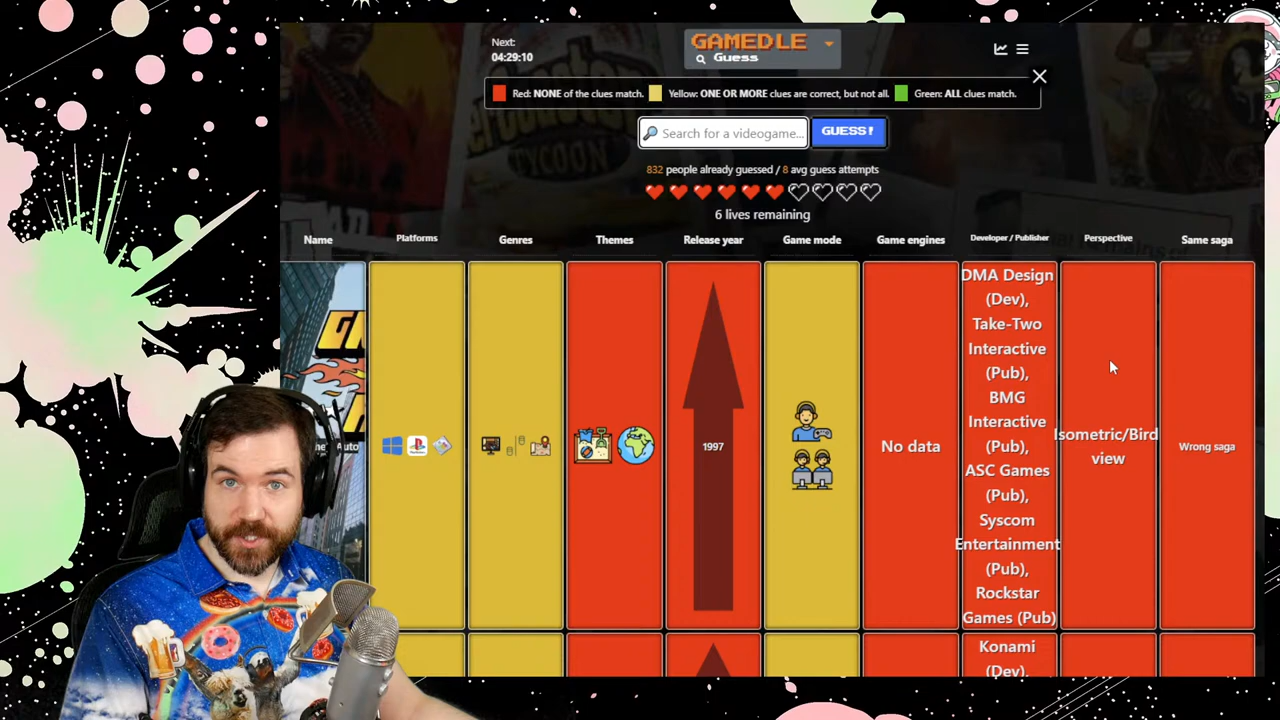 Next:
04:29:10
GAMEDLE
Guess
Red: NONE of the clues match. Yellow: ONE OR MORE clues are correct, but not all. Green: ALL clues match.
Search for a videogame... GUESS!
832 people already guessed / 8 avg guess attempts
6 lives remaining
Name Platforms Genres Themes Release year Game mode Game engines Developer / Publisher Perspective Same saga
TYCOON
Auto
1997
No data
DMA Design
(Dev),
Take-Two
Interactive
(Pub),
BMG
Interactive
(Pub),
ASC Games
(Pub),
Syscom
Entertainment
(Pub),
Rockstar
Games (Pub)
Isometric/Bird
view
Wrong saga
Konami
(Dev),